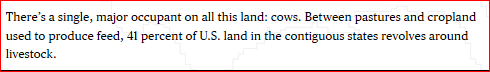 There's a single, major occupant on all this land: cows. Between pastures and cropland
used to produce feed, 41 percent of U.S. land in the contiguous states revolves around
livestock.